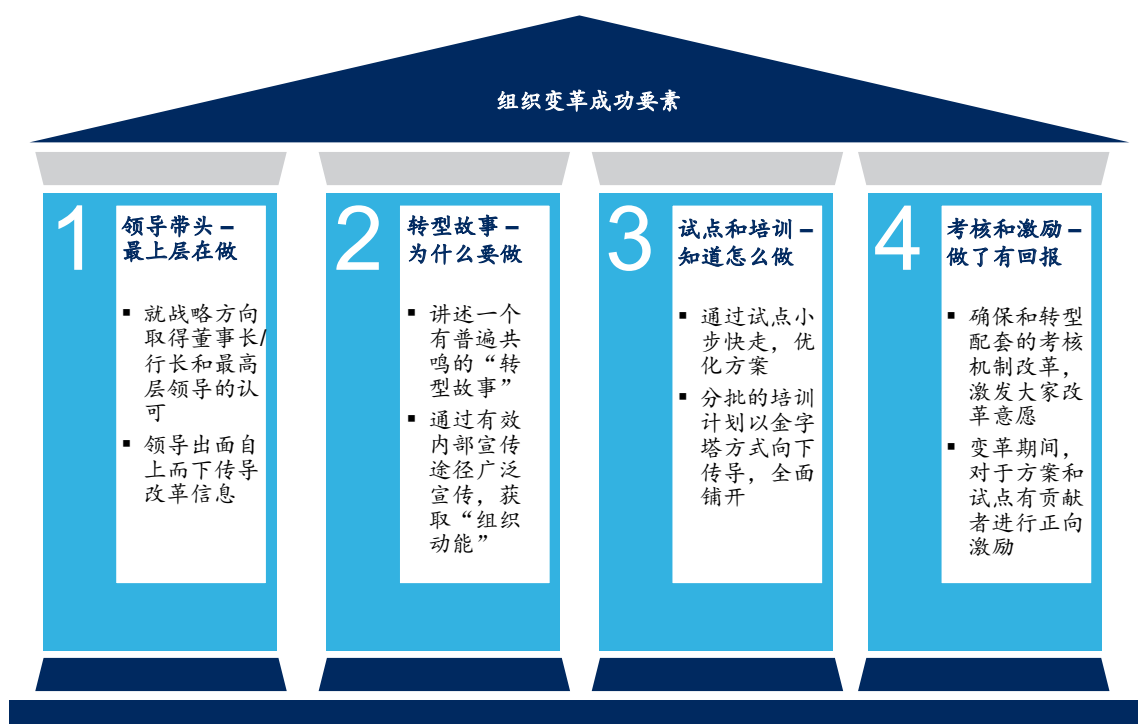 组织变革成功要素
1
领导带头 –
最上层在做
▪ 就战略方向
取得董事长/
行长和最高
层领导的认
可
▪ 领导出面自
上而下传导
改革信息
2
转型故事 –
为什么要做
▪ 讲述一个
有普遍共
鸣的“转
型故事”
▪ 通过有效
内部宣传
途径广泛
宣传，获
取“组织
动能”
3
试点和培训 –
知道怎么做
▪ 通过试点小
步快走，优
化方案
▪ 分批的培训
计划以金字
塔方式向下
传导，全面
铺开
4
考核和激励 –
做了有回报
▪ 确保和转型
配套的考核
机制改革，
激发大家改
革意愿
▪ 变革期间，
对于方案和
试点有贡献
者进行正向
激励